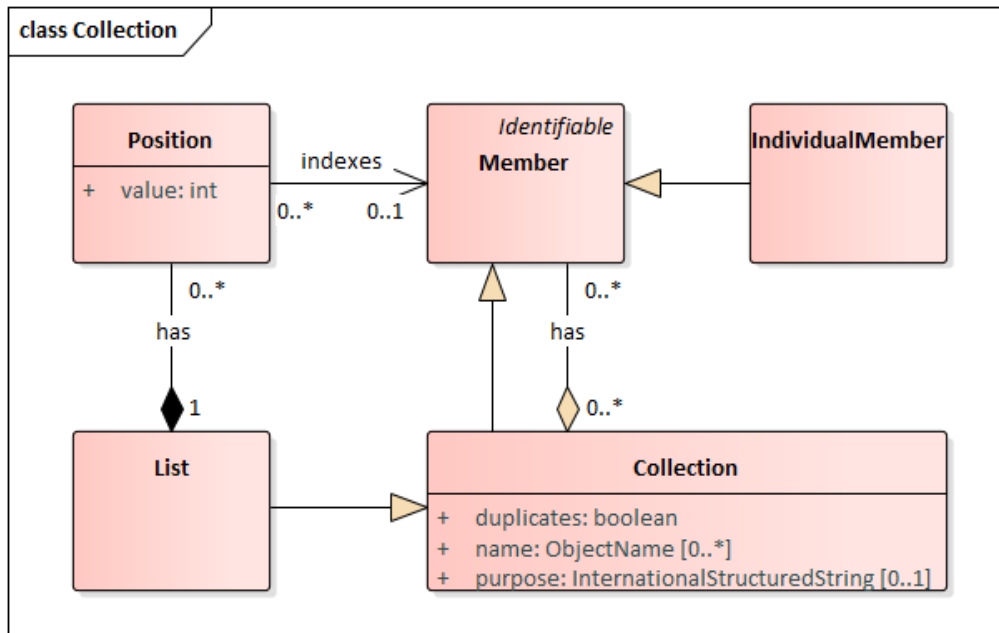 class Collection
Position
+ value: int
indexes
0..*
0..1
Identifiable
Member
IndividualMember
0..*
has
1
0..*
has
0..*
List
Collection
+ duplicates: boolean
+ name: ObjectName [0..*]
+ purpose: InternationalStructuredString [0..1]